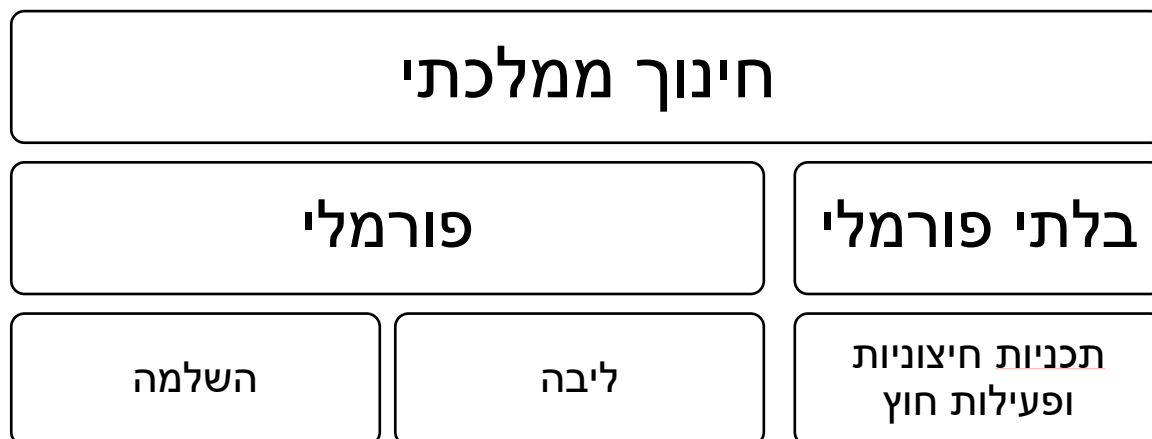 חינוך ממלכתי
בלתי פורמלי
פורמלי
תכניות חיצוניות
ופעילות חוץ
ליבה
השלמה